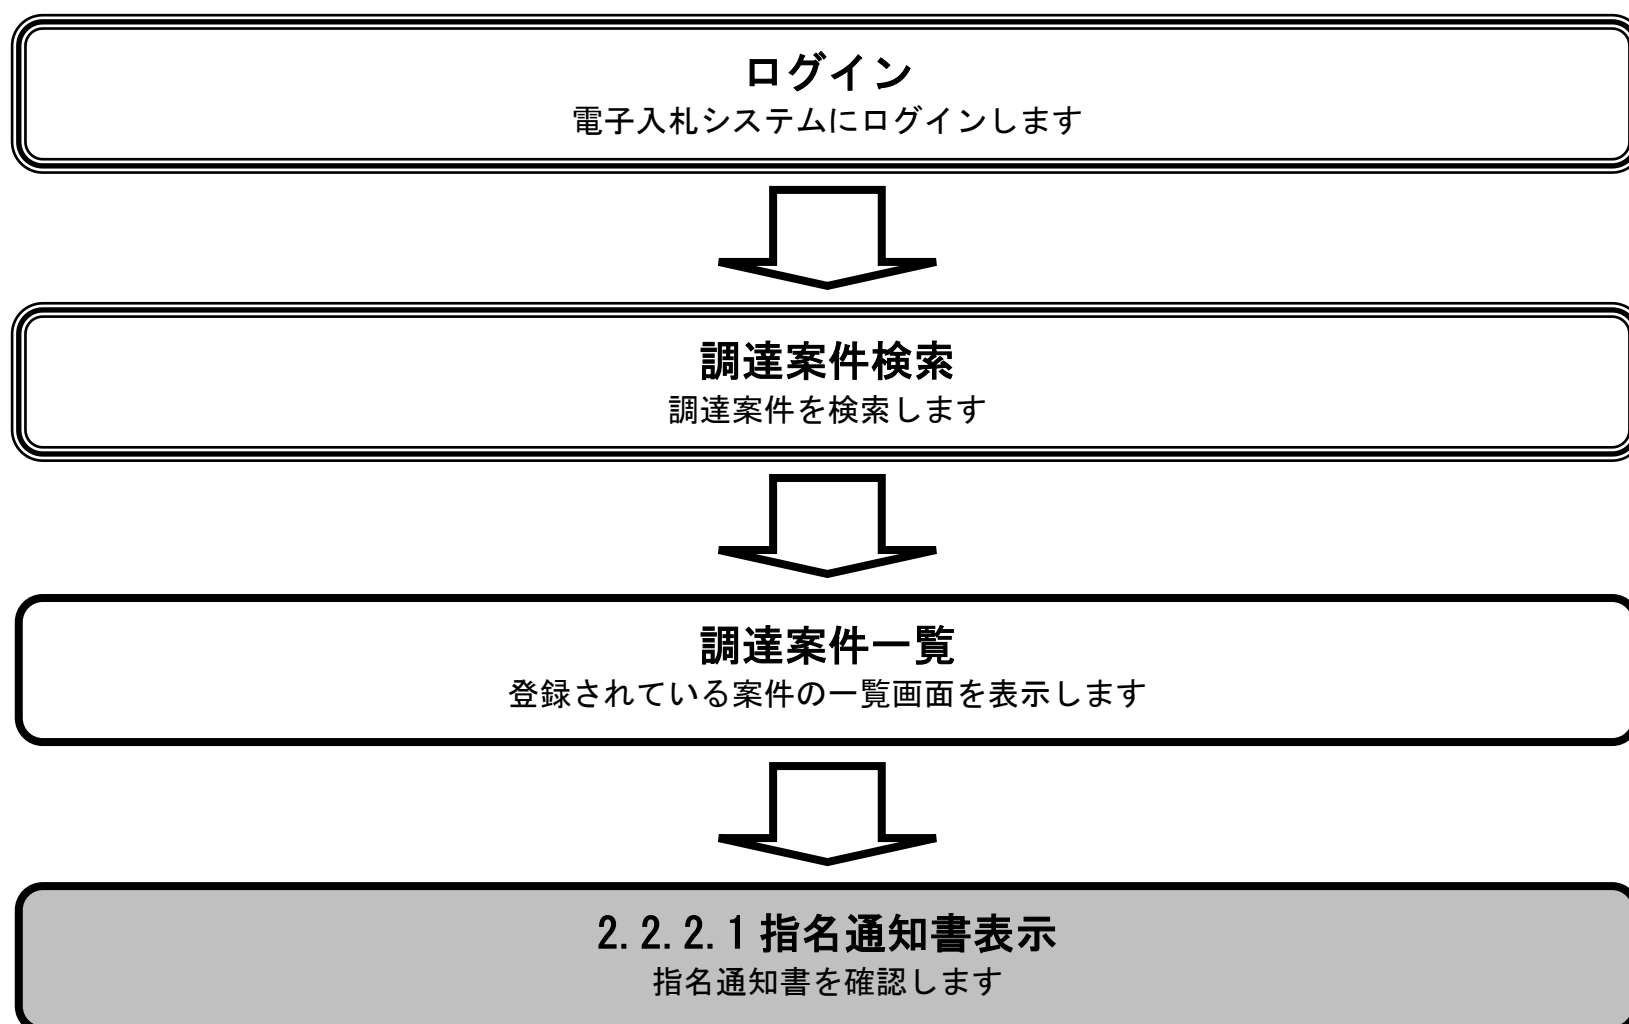 ログイン
電子入札システムにログインします
調達案件検索
調達案件を検索します
調達案件一覧
登録されている案件の一覧画面を表示します
2.2.2.1指名通知書表示
指名通知書を確認します